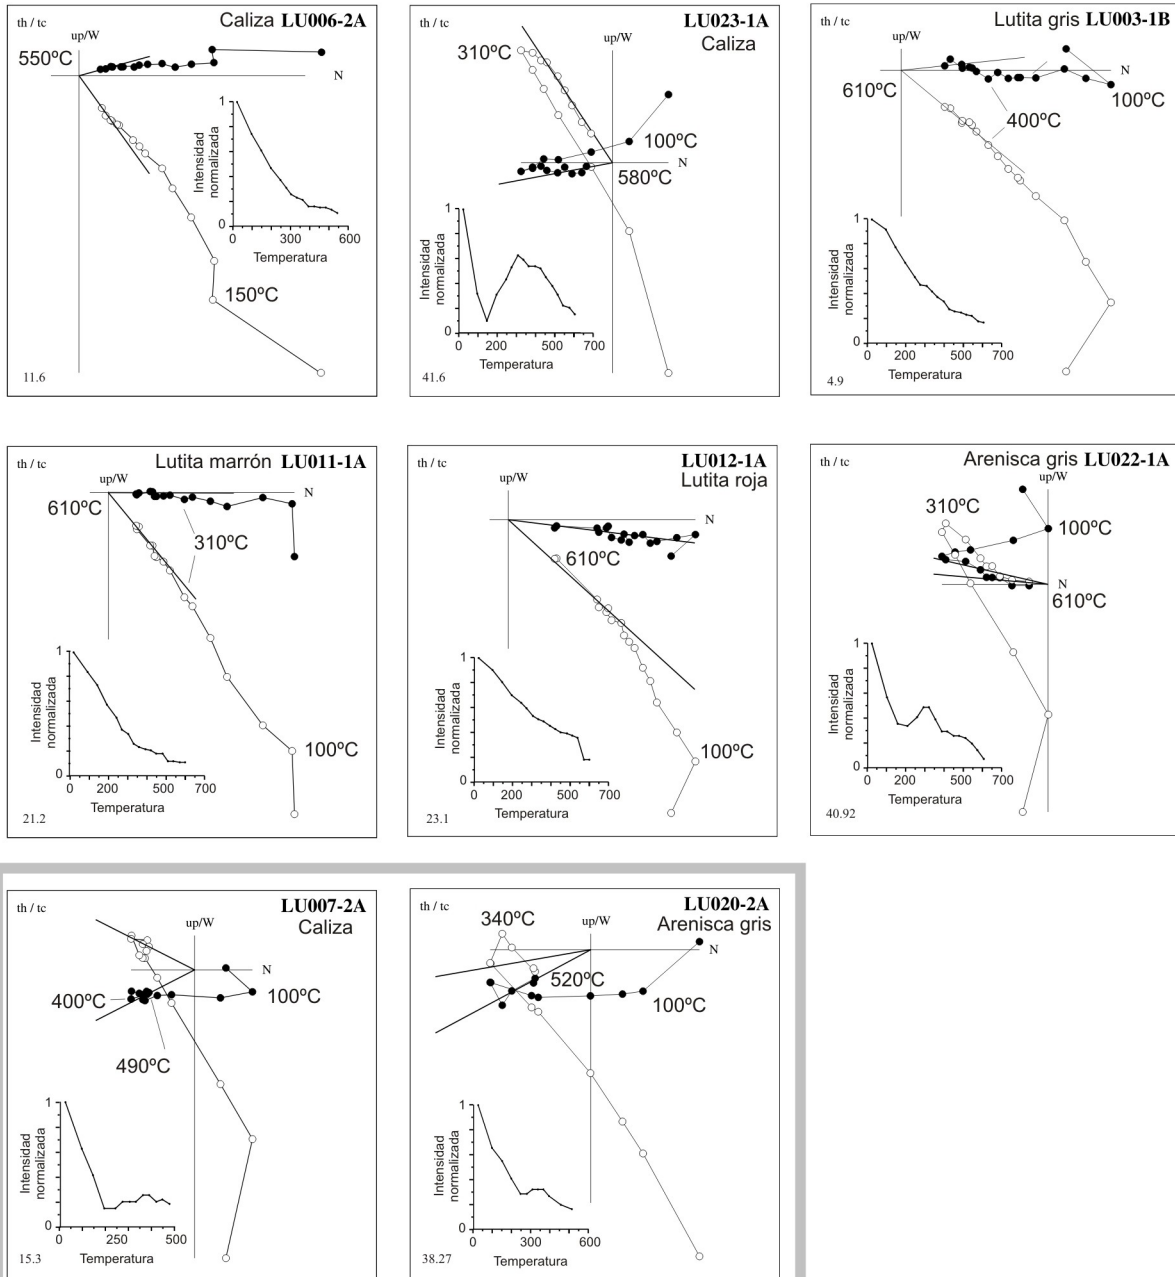 th / tc
Caliza LU006-2A
up/W
550ºC
N
Intensidad
normalizada
1
0
0
300
600
Temperatura
150ºC
11.6
th / tc
LU023-1A
Caliza
up/W
310ºC
100ºC
N
580ºC
Intensidad
normalizada
1
0
0
200
500
700
Temperatura
41.6
th / tc
Lutita gris LU003-1B
up/W
N
610ºC
100ºC
400ºC
Intensidad
normalizada
1
0
0
200
500
700
Temperatura
4.9
th / tc
Lutita marrón LU011-1A
up/W
N
610ºC
310ºC
Intensidad
normalizada
1
0
0
200
500
700
Temperatura
100ºC
21.2
th / tc
LU012-1A
Lutita roja
up/W
N
610ºC
Intensidad
normalizada
1
0
0
200
500
700
Temperatura
100ºC
23.1
th / tc
Arenisca gris LU022-1A
up/W
310ºC
100ºC
N
610ºC
Intensidad
normalizada
1
0
0
200
500
700
Temperatura
40.92
th / tc
LU007-2A
Caliza
up/W
N
400ºC
100ºC
490ºC
Intensidad
normalizada
1
0
0
250
500
Temperatura
15.3
th / tc
LU020-2A
Arenisca gris
340ºC
up/W
N
520ºC
100ºC
Intensidad
normalizada
1
0
0
300
600
Temperatura
38.27